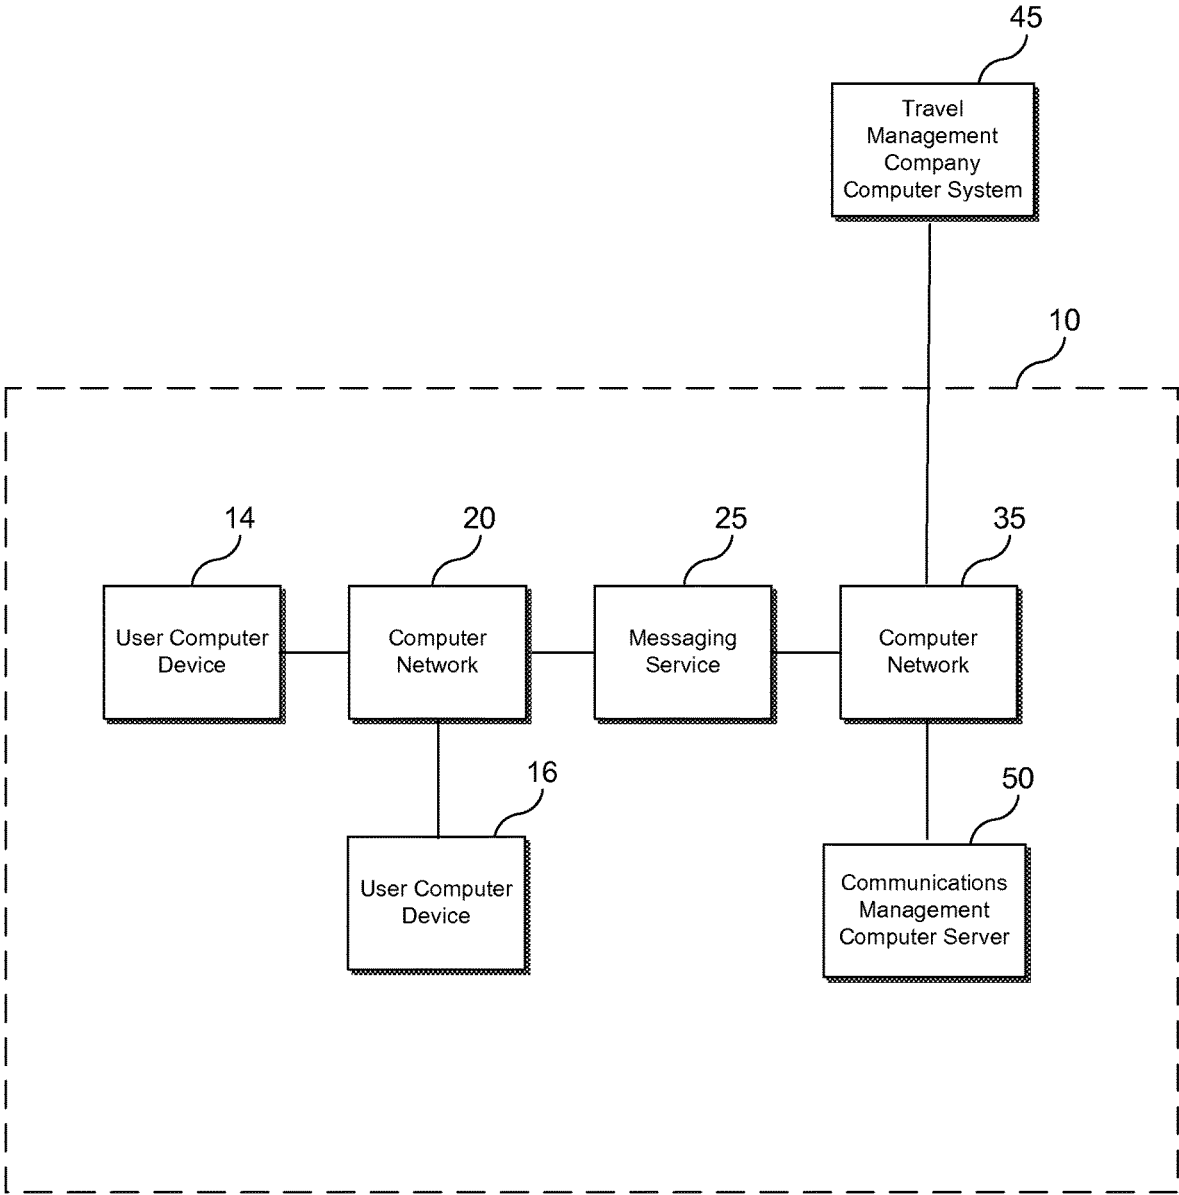 45
Travel
Management
Company
Computer System
10
14
20
25
35
User Computer
Device
Computer
Network
Messaging
Service
Computer
Network
16
50
User Computer
Device
Communications
Management
Computer Server